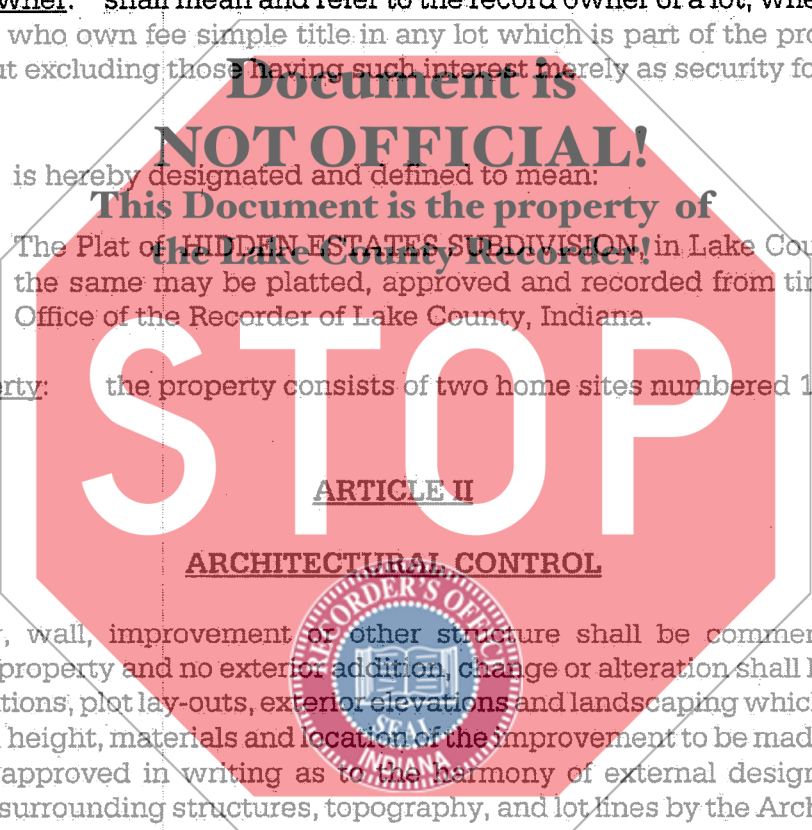 wner: shall mean and refer to the record owner of a lot, whe
who own fee simple title in any lot which is part of the pro
ut excluding those having such interest merely as security fo
Document is
NOT OFFICIAL!
is hereby designated and defined to mean:
This Document is the property of
The Plat of HIDDEN ESTATES SUBDIVISION, in Lake Cou
the Lake County Recorder!
the same may be platted, approved and recorded from tim
Office of the Recorder of Lake County, Indiana.
STOP
erty: the property consists of two home sites numbered 1
ARTICLE II
ARCHITECTURAL CONTROL
RECORDER'S OFFICE
SEAL
INDIANA
, wall, improvement or other structure shall be commen
property and no exterior addition, change or alteration shall b
tions, plot lay-outs, exterior elevations and landscaping which
height, materials and location of the improvement to be mad
approved in writing as to the harmony of external design
surrounding structures, topography, and lot lines by the Arch